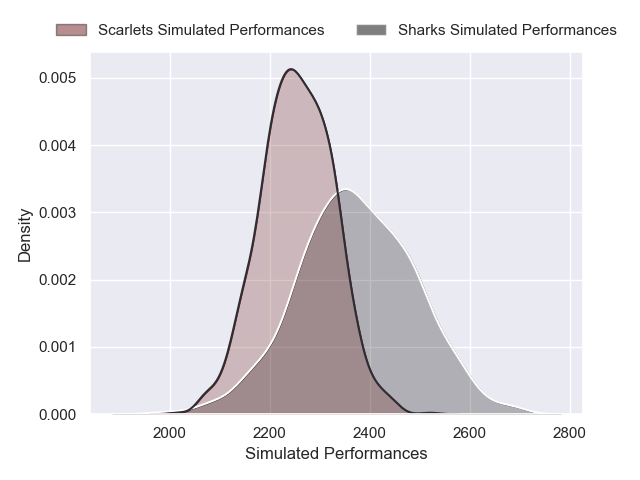 Scarlets Simulated Performances Sharks Simulated Performances
0.005
0.004
0.003
0.002
0.001
0.000
Density
2000 2200 2400 2600 2800
Simulated Performances